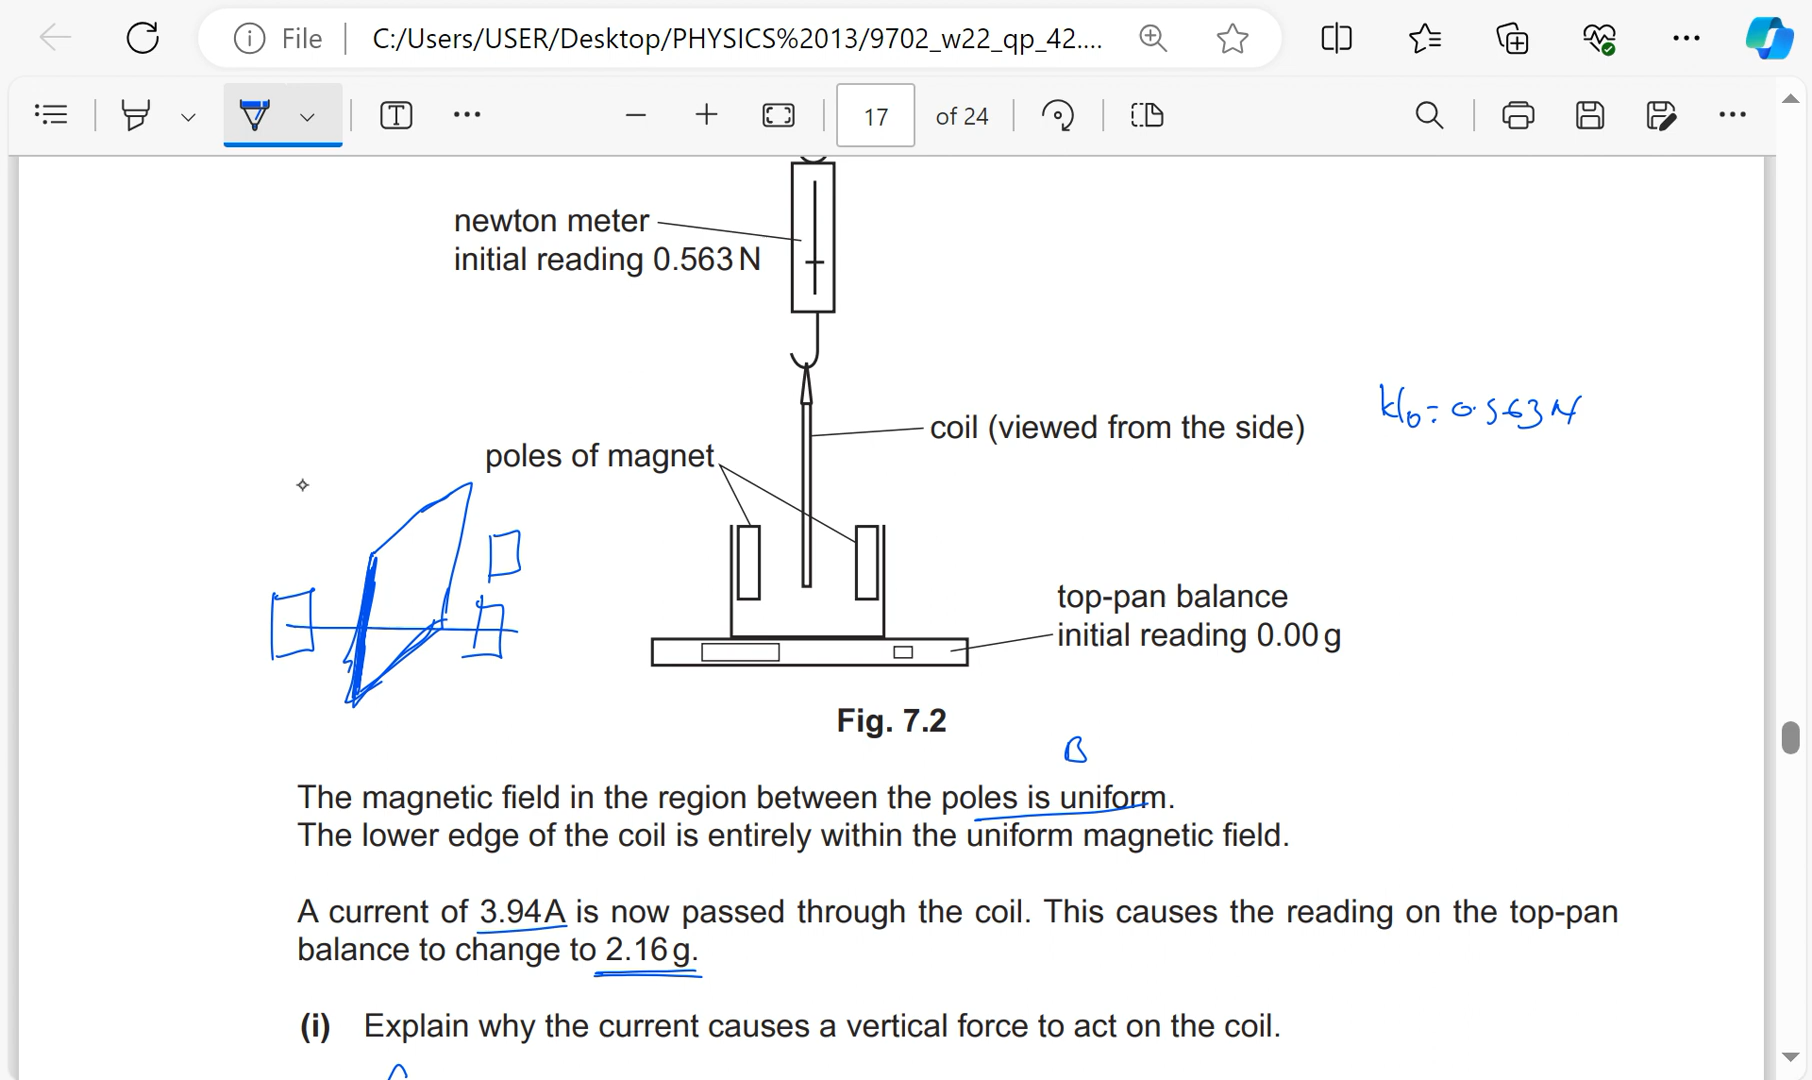 File C:/Users/USER/Desktop/PHYSICS%2013/9702_w22_qp_42....
17 of 24
newton meter
initial reading 0.563 N
coil (viewed from the side)
poles of magnet
top-pan balance
initial reading 0.00 g
Fig. 7.2
B
The magnetic field in the region between the poles is uniform.
The lower edge of the coil is entirely within the uniform magnetic field.
A current of 3.94 A is now passed through the coil. This causes the reading on the top-pan
balance to change to 2.16 g.
(i) Explain why the current causes a vertical force to act on the coil.